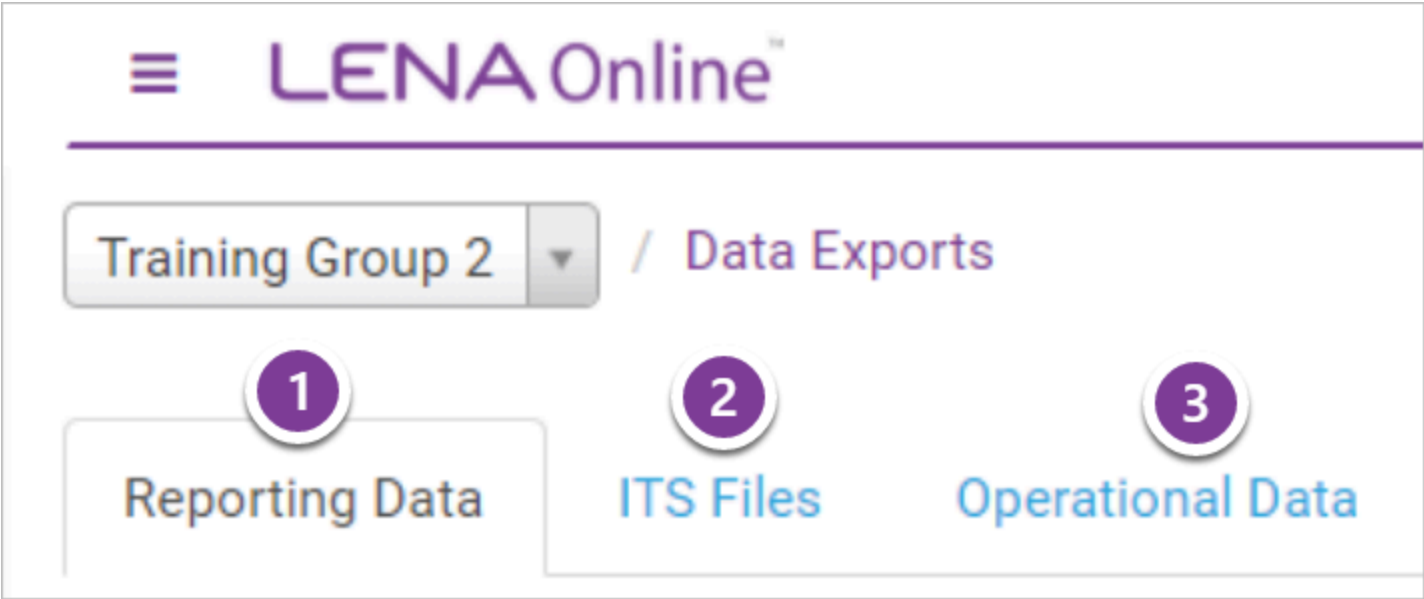 LENA Online™
Training Group 2 / Data Exports
1 2 3
Reporting Data ITS Files Operational Data